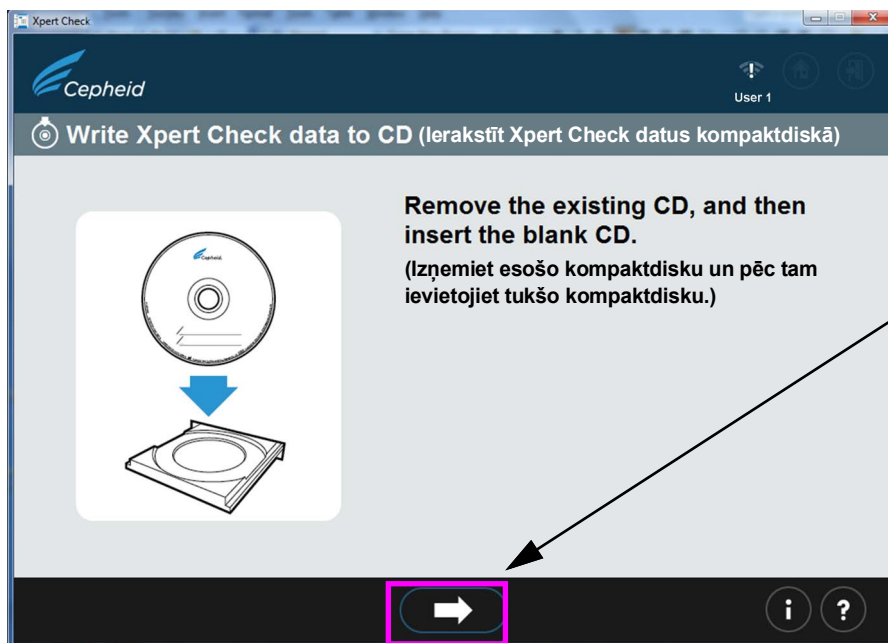 Xpert Check
Cepheid
User 1
Write Xpert Check data to CD (Ierakstīt Xpert Check datus kompaktdiskā)
Remove the existing CD, and then
insert the blank CD.
(Izņemiet esošo kompaktdisku un pēc tam
ievietojiet tukšo kompaktdisku.)
Cepheid
i ?